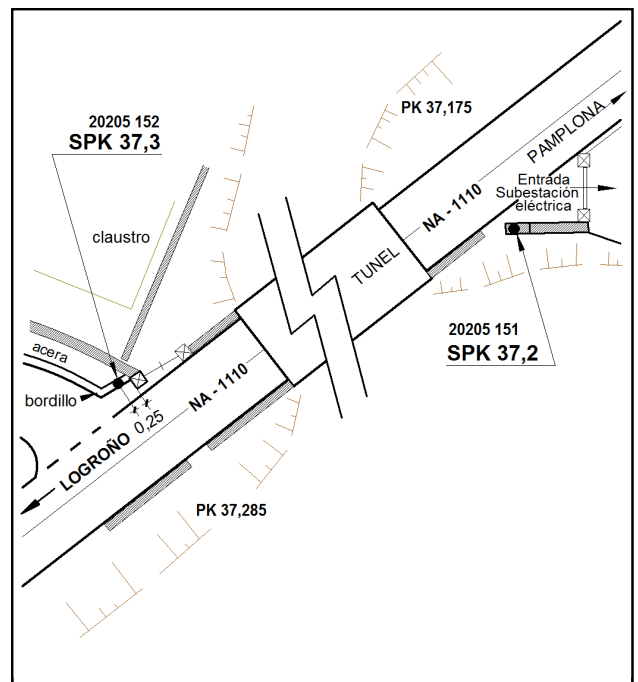 PK 37,175
20205 152
SPK 37,3
PAMPLONA
Entrada
Subestación
eléctrica
NA - 1110
claustro
TUNEL
20205 151
SPK 37,2
acera
bordillo
NA - 1110
0,25
LOGROÑO
PK 37,285